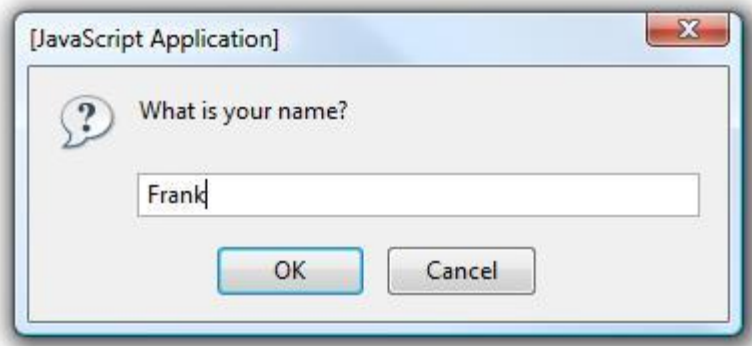 [JavaScript Application]
What is your name?
Frank
OK
Cancel